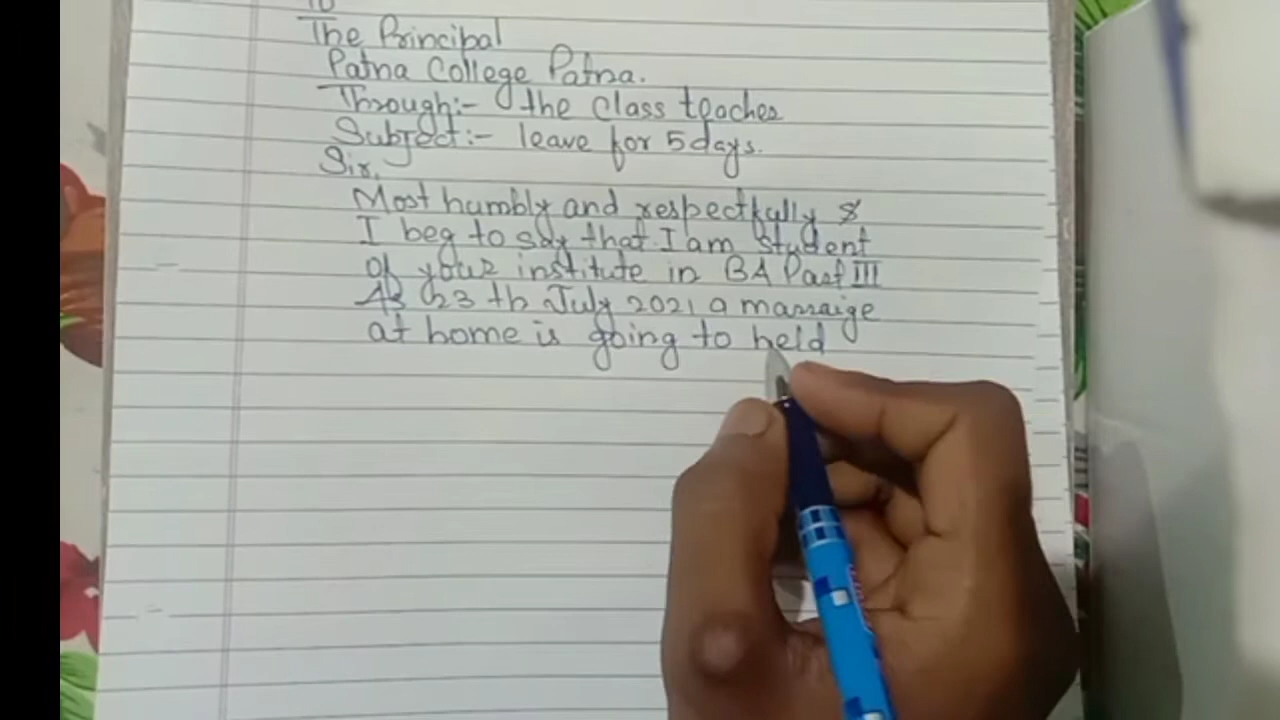 To
The Principal
Patna College Patna.
Through:- the Class teacher
Subject:- leave for 5 days.
Sir,
Most humbly and respectfully &
I beg to say that I am student
of your institute in BA Part III
As 23 th July 2021 a marraige
at home is going to held